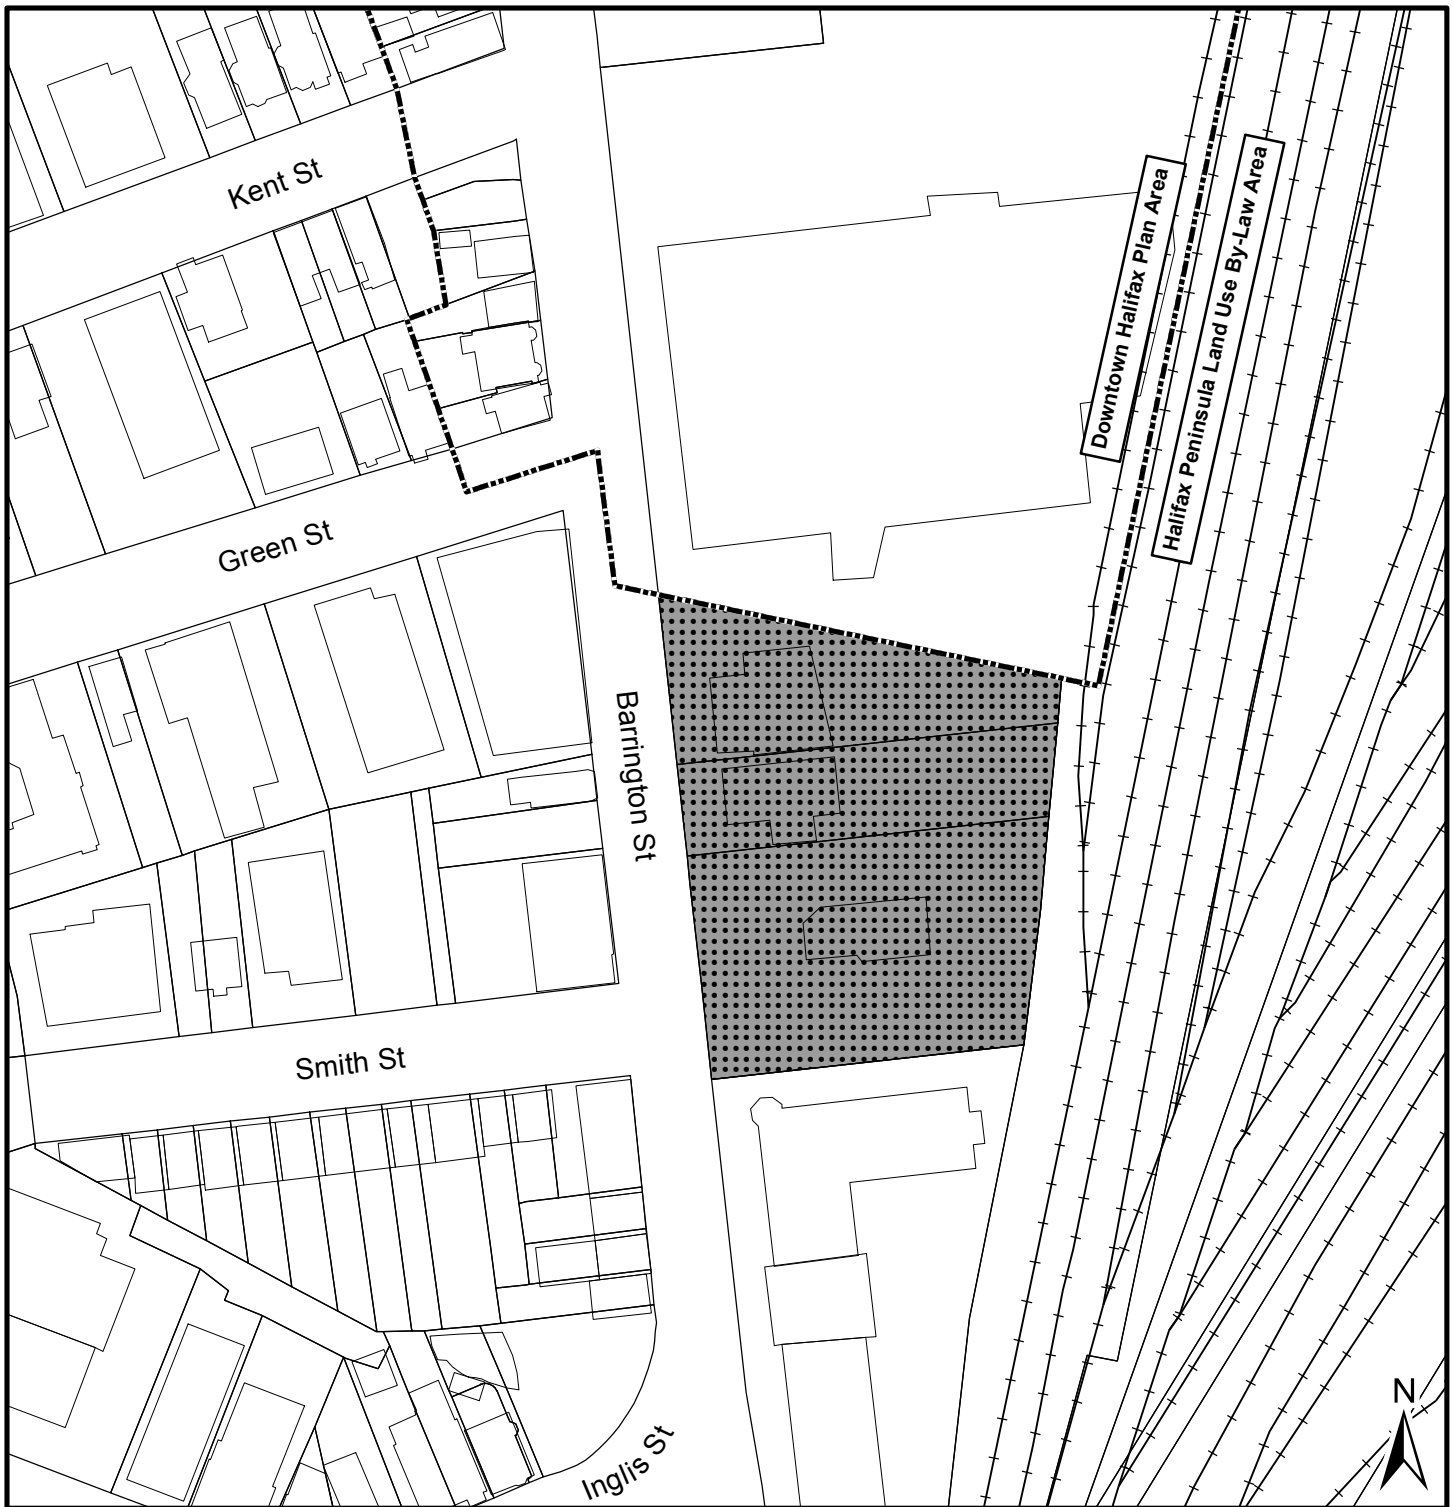 Kent St
Downtown Halifax Plan Area
Halifax Peninsula Land Use By-Law Area
Green St
Barrington St
Smith St
Inglis St
N